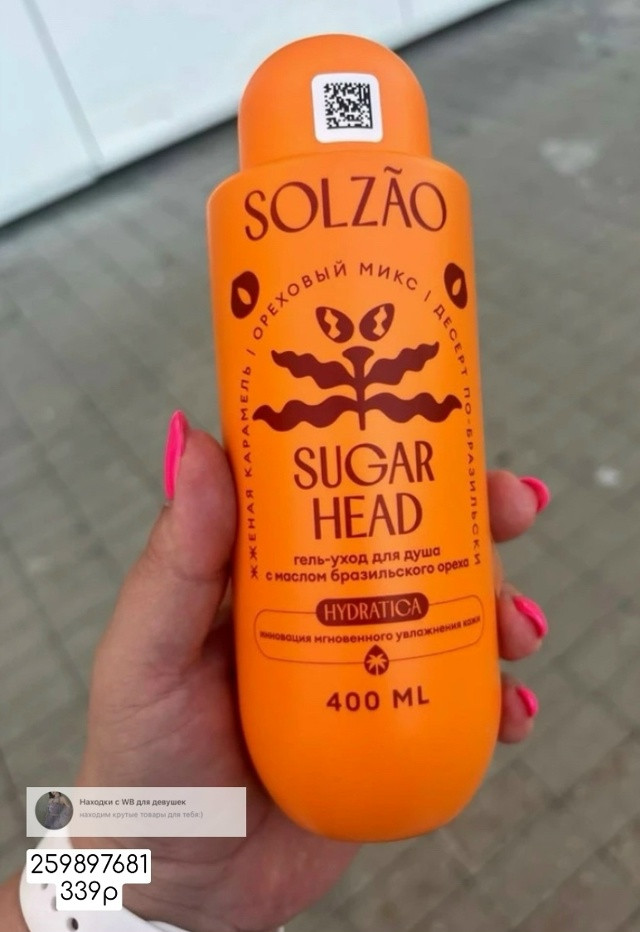 SOLZÃO
ЖЖЕНАЯ КАРАМЕЛЬ / ОРЕХОВЫЙ МИКС / ДЕСЕРТ ПО-БРАЗИЛЬСКИ
SUGAR
HEAD
гель-уход для душа
с маслом бразильского ореха
HYDRATICA
инновация мгновенного увлажнения кожи
400 ML
Находки с WB для девушек
находим крутые товары для тебя:)
259897681
339р